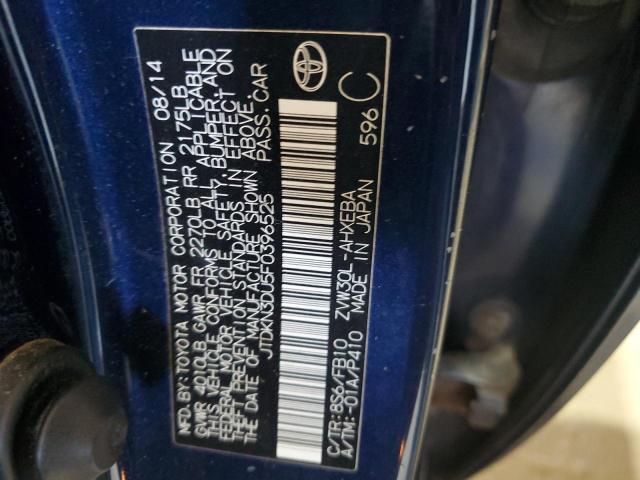 MFD. BY: TOYOTA MOTOR CORPORATION 08/14
GVWR 4010LB GAWR FR 2270LB RR 2175LB
THIS VEHICLE CONFORMS TO ALL APPLICABLE
FEDERAL MOTOR VEHICLE SAFETY, BUMPER, AND
THEFT PREVENTION STANDARDS IN EFFECT ON
THE DATE OF MANUFACTURE SHOWN ABOVE.
JTDKN3DU5F0396525 PASS. CAR
C/TR: 8S6/FB10 ZVW30L-AHXEBA
A/TM: -01A/P410 MADE IN JAPAN 596
C